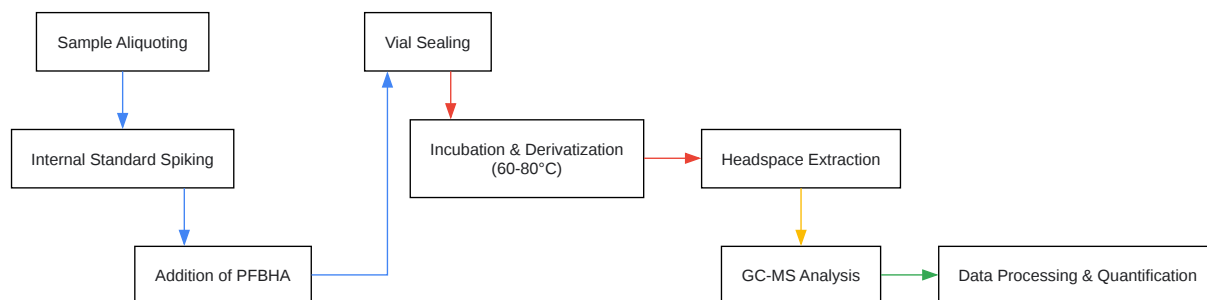 Sample Aliquoting
Internal Standard Spiking
Addition of PFBHA
Vial Sealing
Incubation & Derivatization
(60-80°C)
Headspace Extraction
GC-MS Analysis
Data Processing & Quantification